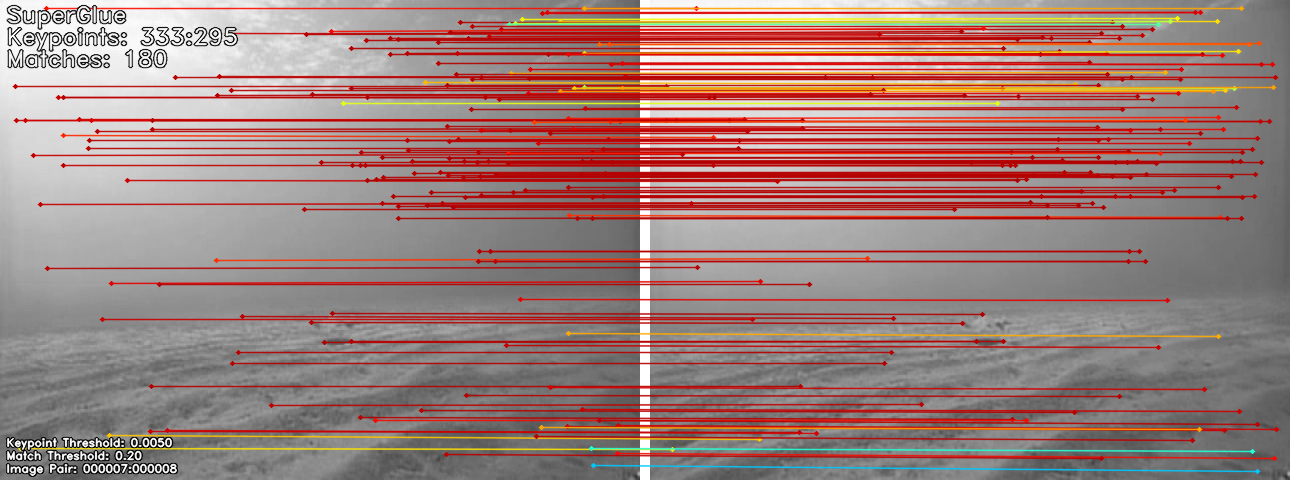 SuperGlue
Keypoints: 333:295
Matches: 180
Keypoint Threshold: 0.0050
Match Threshold: 0.20
Image Pair: 000007:000008